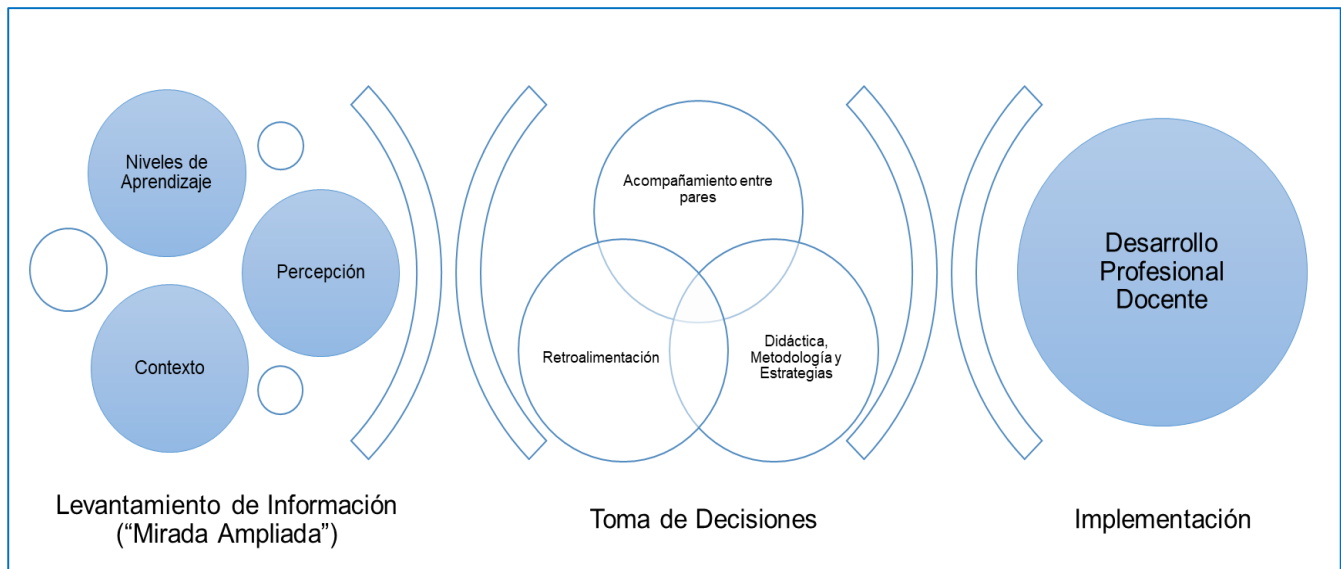 Niveles de
Aprendizaje
Percepción
Contexto
Levantamiento de Información
(“Mirada Ampliada”)
Acompañamiento entre
pares
Retroalimentación
Didáctica,
Metodología y
Estrategias
Toma de Decisiones
Desarrollo
Profesional
Docente
Implementación